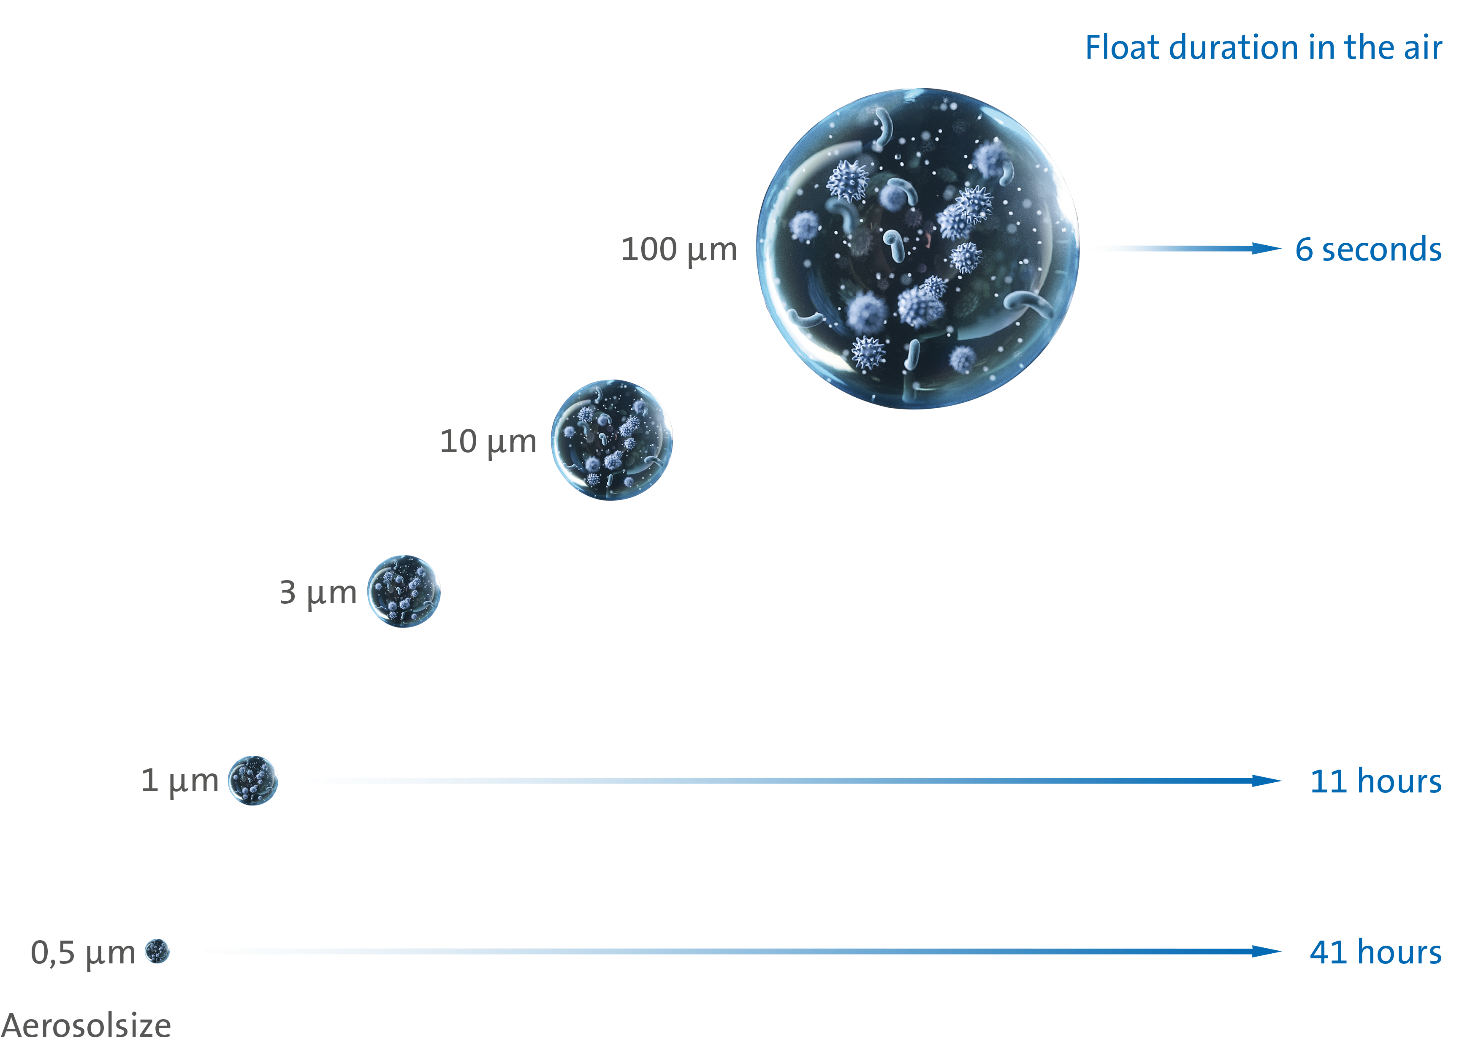 Float duration in the air
100 µm
6 seconds
10 µm
3 µm
1 µm
11 hours
0,5 µm
41 hours
Aerosolsize